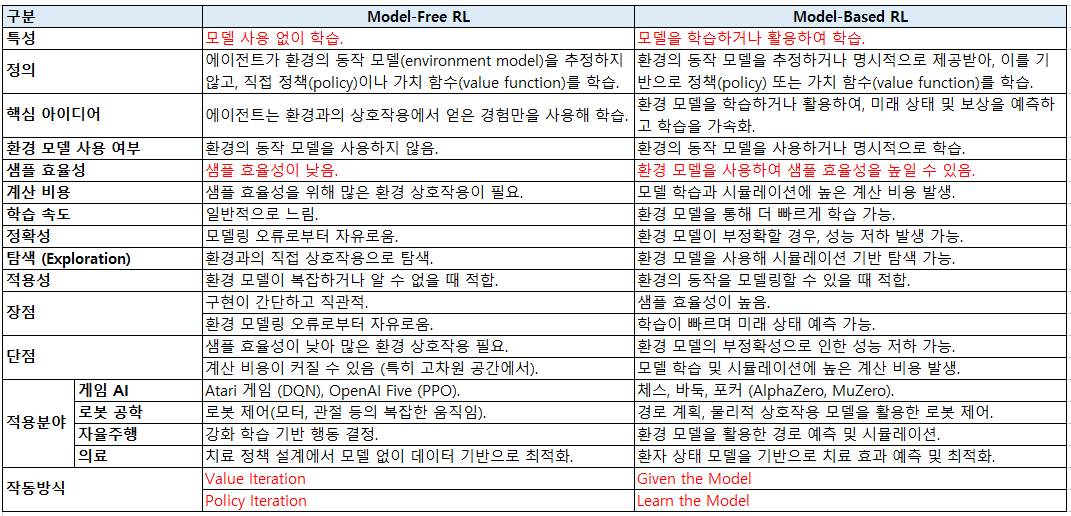 구분 Model-Free RL Model-Based RL
특성 모델 사용 없이 학습. 모델을 학습하거나 활용하여 학습.
정의 에이전트가 환경의 동작 모델(environment model)을 추정하지 않고, 직접 정책(policy)이나 가치 함수(value function)를 학습. 환경의 동작 모델을 추정하거나 명시적으로 제공받아, 이를 기반으로 정책(policy) 또는 가치 함수(value function)를 학습.
핵심 아이디어 에이전트는 환경과의 상호작용에서 얻은 경험만을 사용해 학습. 환경 모델을 학습하거나 활용하여, 미래 상태 및 보상을 예측하고 학습을 가속화.
환경 모델 사용 여부 환경의 동작 모델을 사용하지 않음. 환경의 동작 모델을 사용하거나 명시적으로 학습.
샘플 효율성 샘플 효율성이 낮음. 환경 모델을 사용하여 샘플 효율성을 높일 수 있음.
계산 비용 샘플 효율성을 위해 많은 환경 상호작용이 필요. 모델 학습과 시뮬레이션에 높은 계산 비용 발생.
학습 속도 일반적으로 느림. 환경 모델을 통해 더 빠르게 학습 가능.
정확성 모델링 오류로부터 자유로움. 환경 모델이 부정확할 경우, 성능 저하 발생 가능.
탐색 (Exploration) 환경과의 직접 상호작용으로 탐색. 환경 모델을 사용해 시뮬레이션 기반 탐색 가능.
적용성 환경 모델이 복잡하거나 알 수 없을 때 적합. 환경의 동작을 모델링할 수 있을 때 적합.
장점 구현이 간단하고 직관적. 샘플 효율성이 높음.
환경 모델링 오류로부터 자유로움. 학습이 빠르며 미래 상태 예측 가능.
단점 샘플 효율성이 낮아 많은 환경 상호작용 필요. 환경 모델의 부정확성으로 인한 성능 저하 가능.
계산 비용이 커질 수 있음 (특히 고차원 공간에서). 모델 학습 및 시뮬레이션에 높은 계산 비용 발생.
적용분야 게임 AI Atari 게임 (DQN), OpenAI Five (PPO). 체스, 바둑, 포커 (AlphaZero, MuZero).
로봇 공학 로봇 제어(모터, 관절 등의 복잡한 움직임). 경로 계획, 물리적 상호작용 모델을 활용한 로봇 제어.
자율주행 강화 학습 기반 행동 결정. 환경 모델을 활용한 경로 예측 및 시뮬레이션.
의료 치료 정책 설계에서 모델 없이 데이터 기반으로 최적화. 환자 상태 모델을 기반으로 치료 효과 예측 및 최적화.
작동방식 Value Iteration Given the Model
Policy Iteration Learn the Model